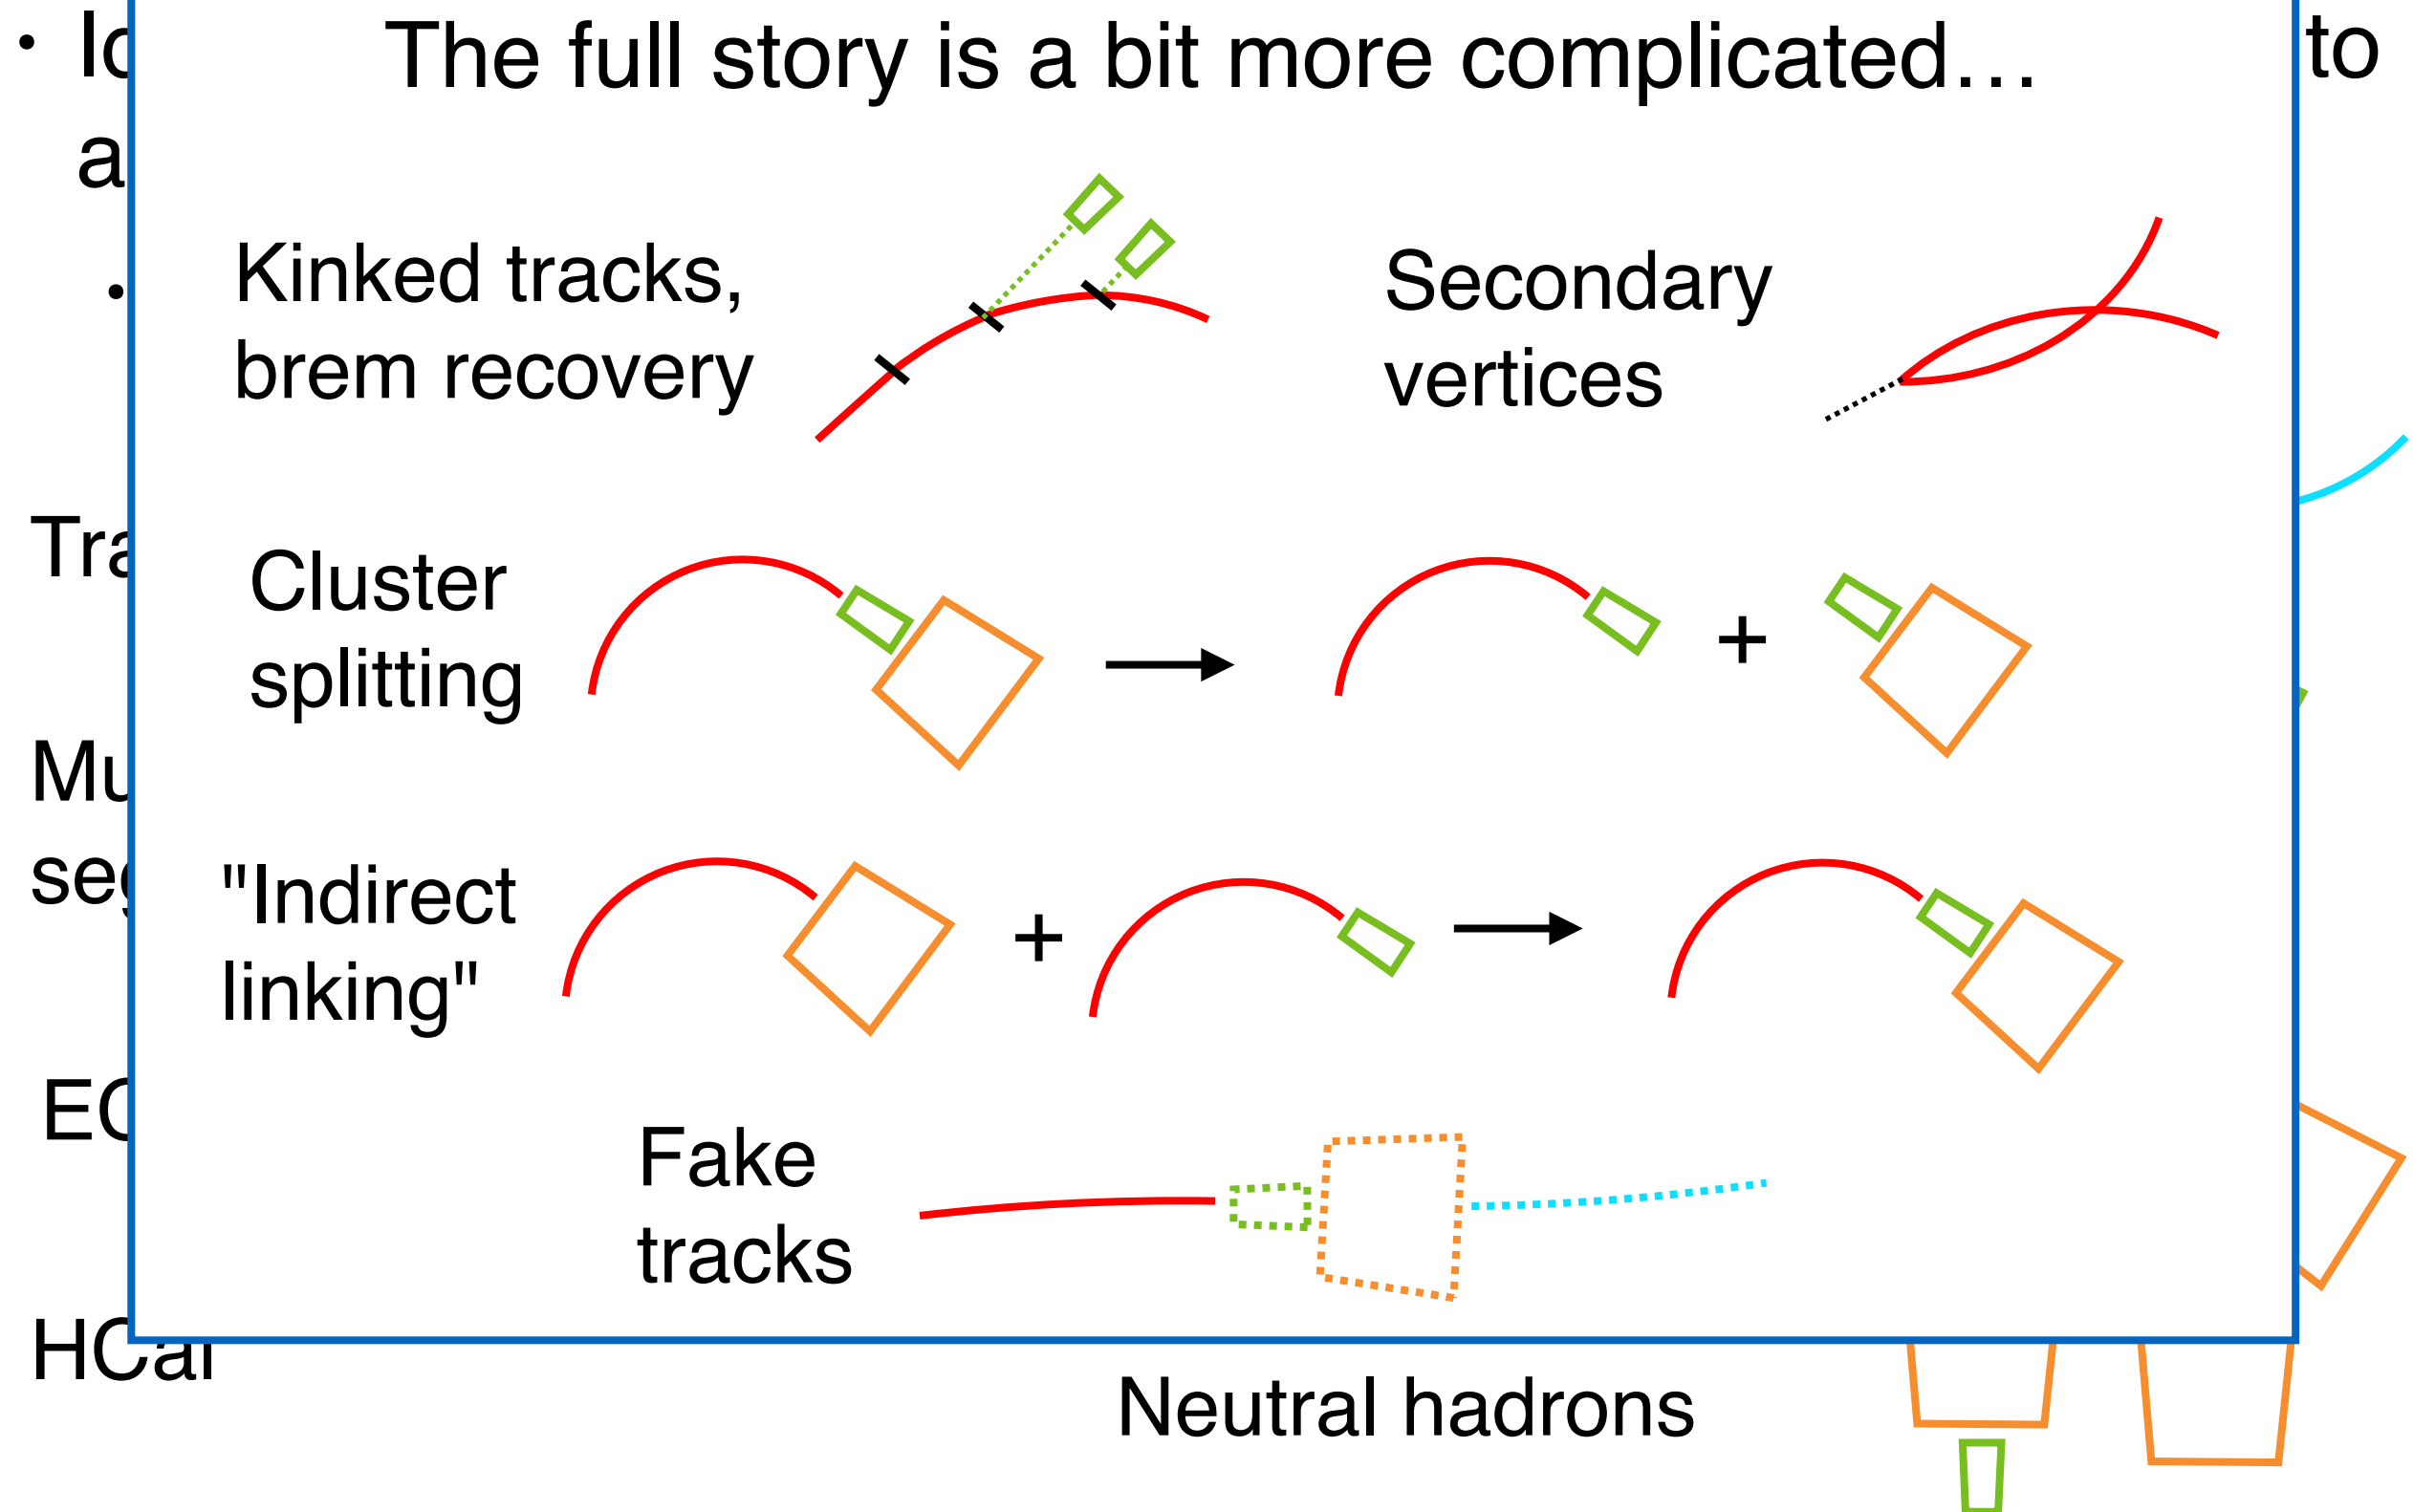 The full story is a bit more complicated...
to
a
Kinked tracks,
brem recovery
Secondary
vertices
Cluster
splitting
"Indirect
linking"
Fake
tracks
HCal
Neutral hadrons